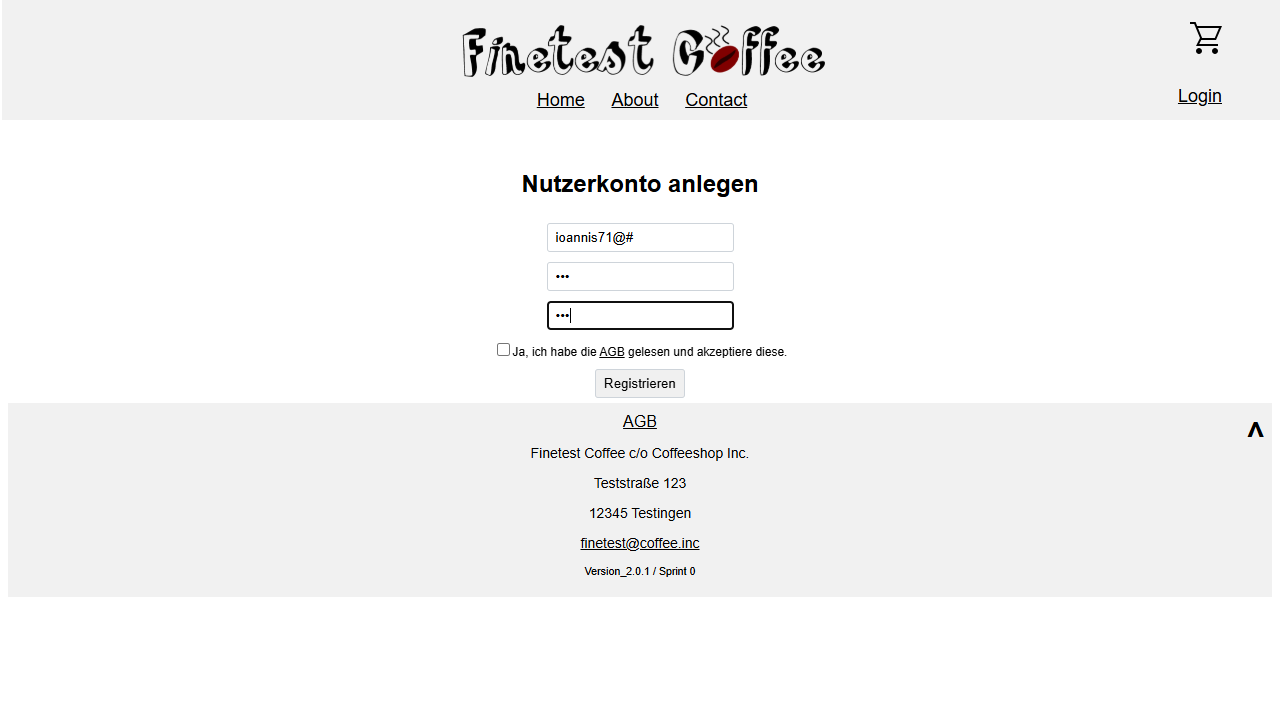 Finetest Coffee
Home About Contact
Login
Nutzerkonto anlegen
ioannis71@#
•••
•••
Ja, ich habe die AGB gelesen und akzeptiere diese.
Registrieren
AGB
Finetest Coffee c/o Coffeeshop Inc.
Teststraße 123
12345 Testingen
finetest@coffee.inc
Version_2.0.1 / Sprint 0